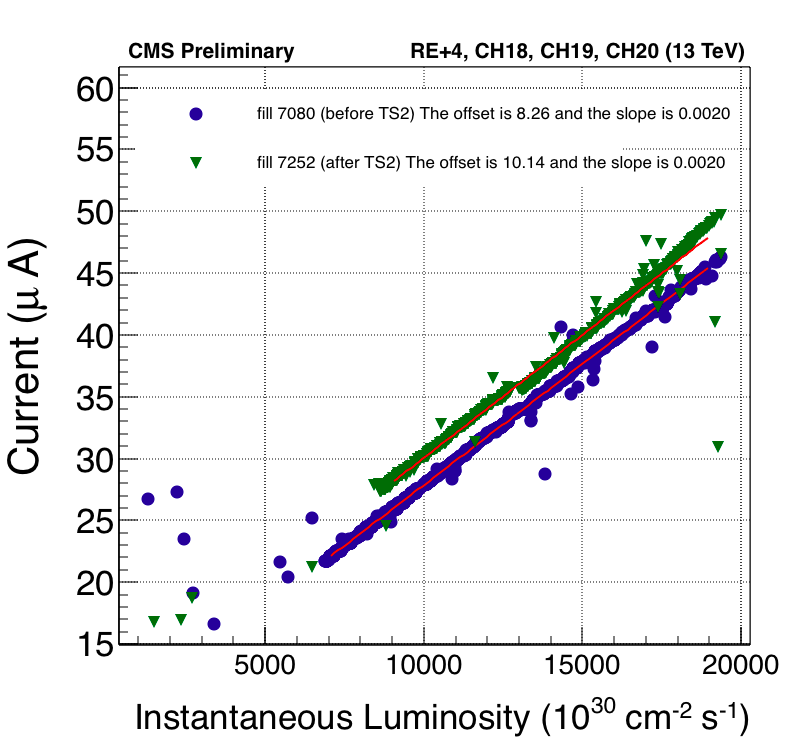 CMS Preliminary RE+4, CH18, CH19, CH20 (13 TeV)
60
fill 7080 (before TS2) The offset is 8.26 and the slope is 0.0020
55
fill 7252 (after TS2) The offset is 10.14 and the slope is 0.0020
50
45
40
35
30
25
20
15
Current (μ A)
5000 10000 15000 20000
Instantaneous Luminosity (10³⁰ cm⁻² s⁻¹)